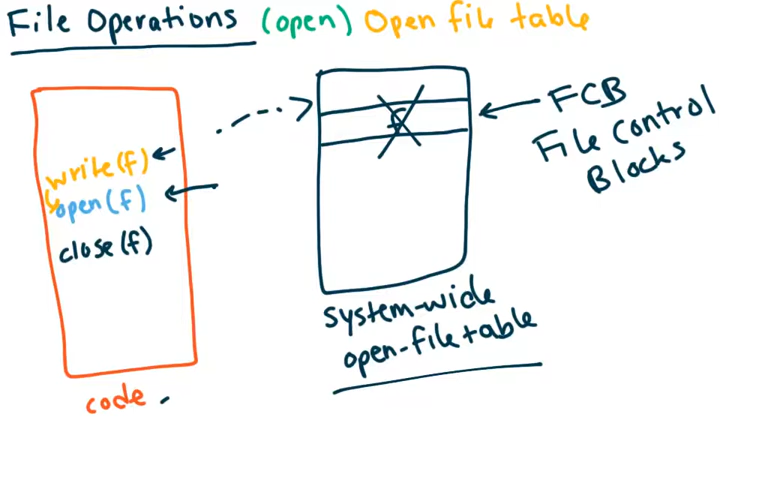 File Operations (open) Open file table
write(f)
open(f)
close(f)
code
f
system-wide
open-file table
FCB
File Control
Blocks